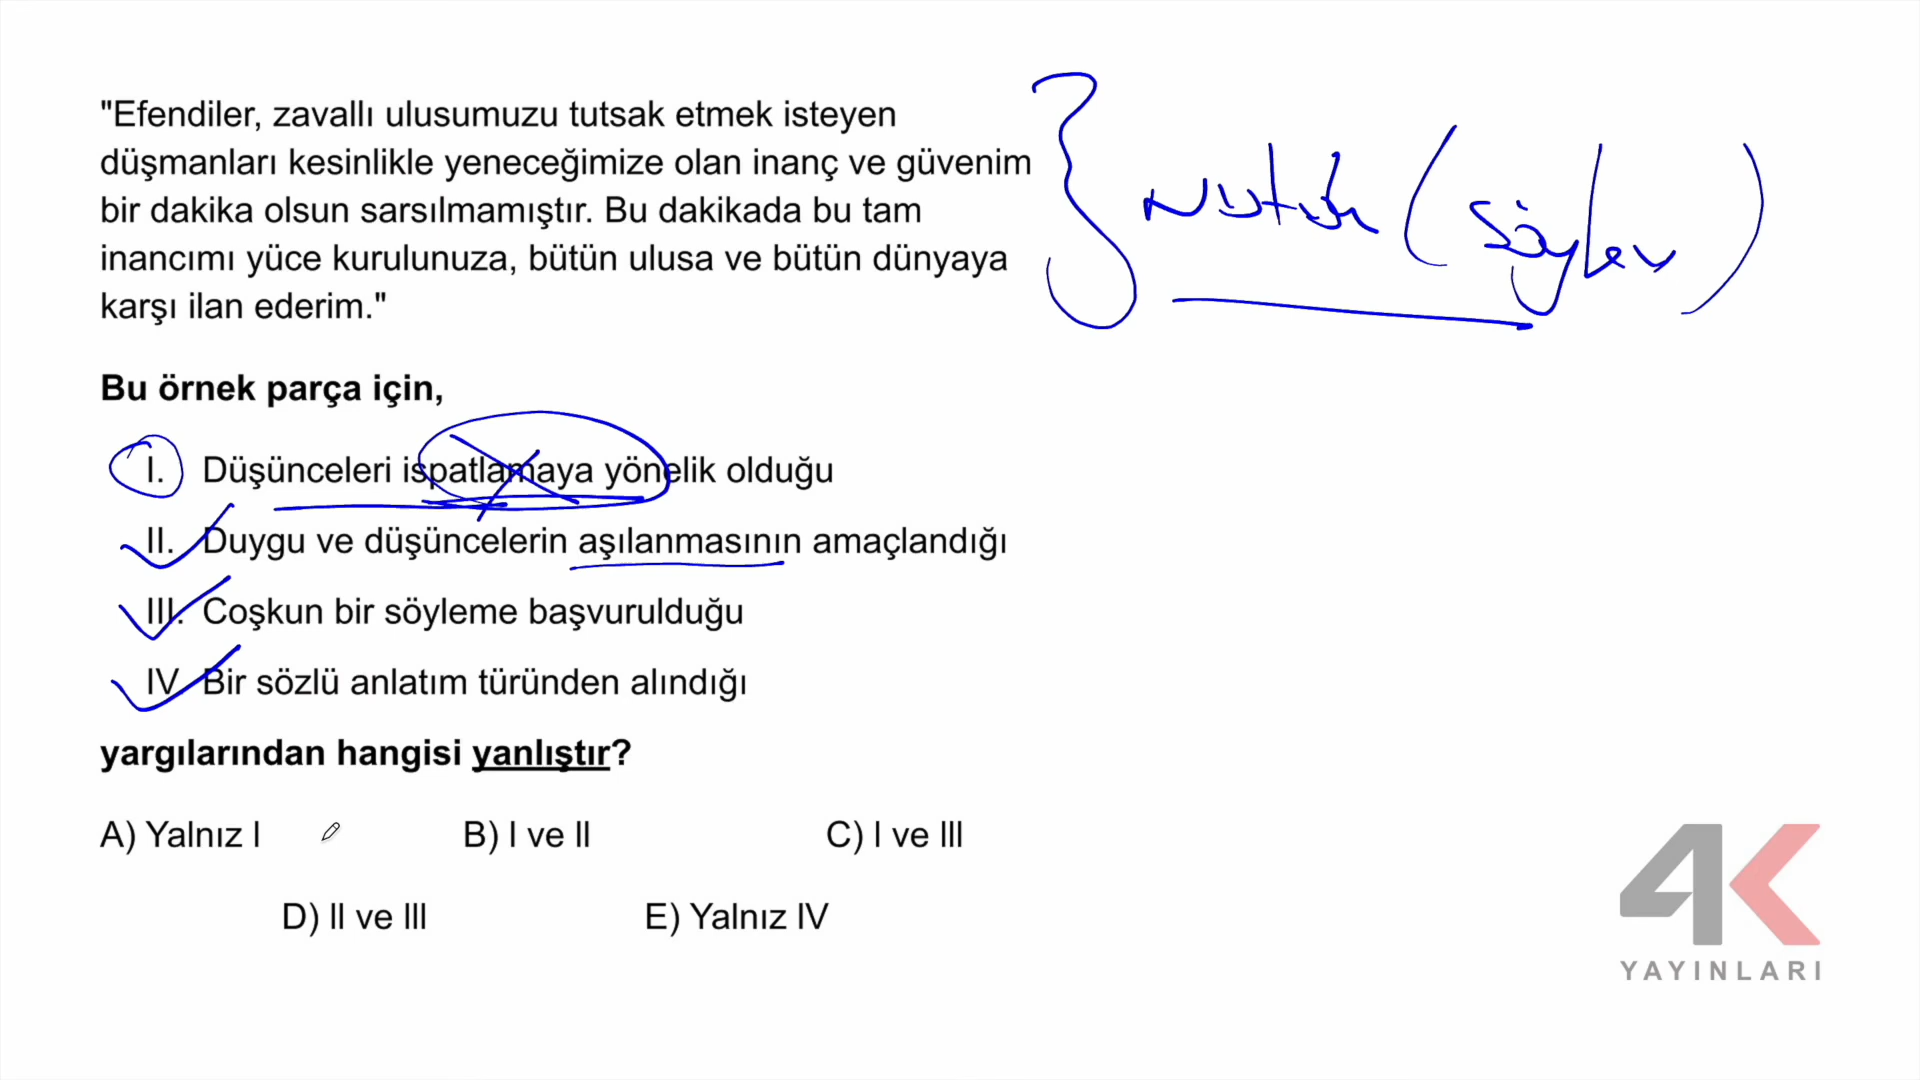 "Efendiler, zavallı ulusumuzu tutsak etmek isteyen
düşmanları kesinlikle yeneceğimize olan inanç ve güvenim
bir dakika olsun sarsılmamıştır. Bu dakikada bu tam
inancımı yüce kurulunuza, bütün ulusa ve bütün dünyaya
karşı ilan ederim."
Nutuk (söylev)
Bu örnek parça için,
I. Düşünceleri ispatlamaya yönelik olduğu
II. Duygu ve düşüncelerin aşılanmasının amaçlandığı
III. Coşkun bir söyleme başvurulduğu
IV. Bir sözlü anlatım türünden alındığı
yargılarından hangisi yanlıştır?
A) Yalnız I B) I ve II C) I ve III
D) II ve III E) Yalnız IV
4K
YAYINLARI